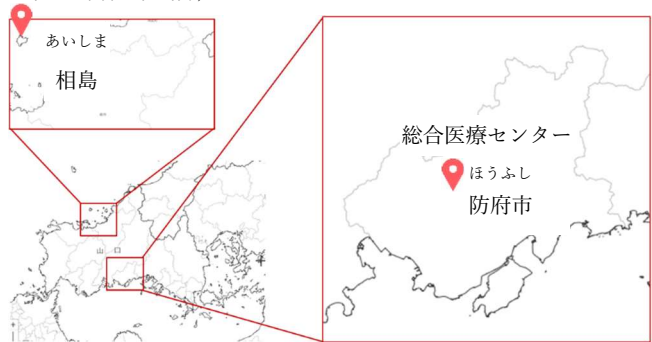 あいしま
相島
総合医療センター
ほうふし
防府市
山口